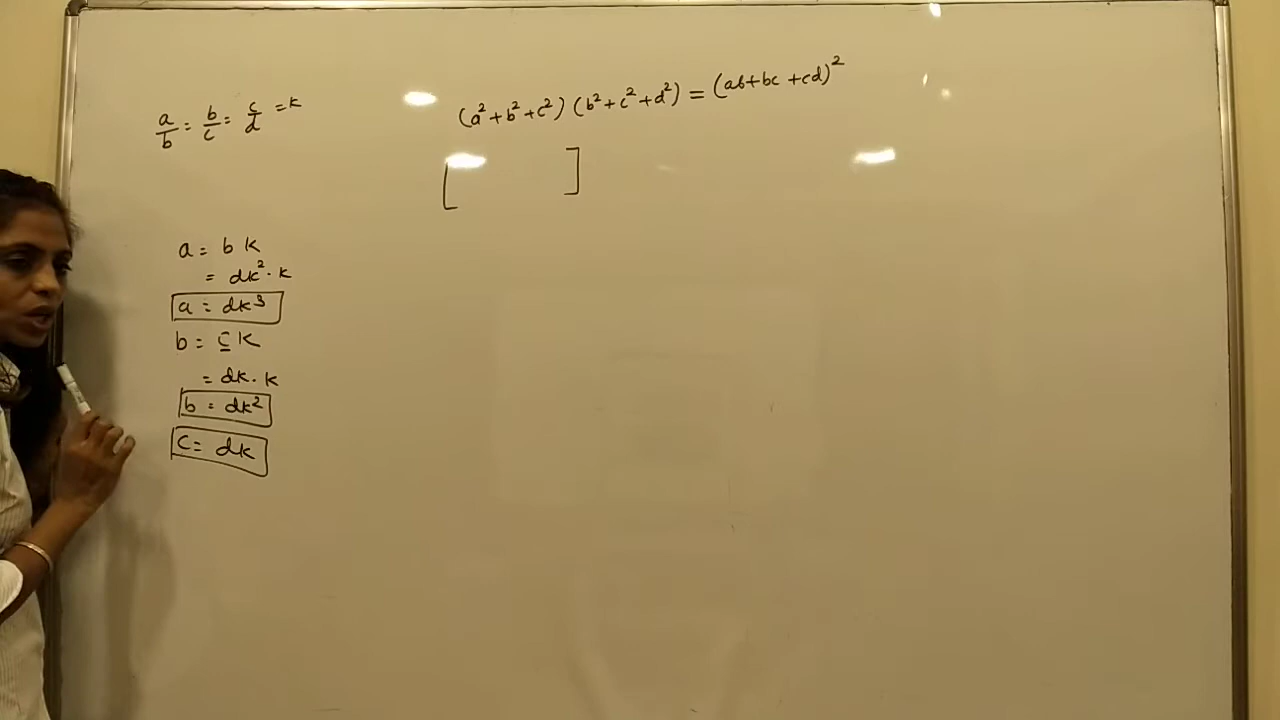 a/b = b/c = c/d = k
(a²+b²+c²)(b²+c²+d²) = (ab+bc+cd)²
[ ]
a = b k
= dk²·k
a = dk³
b = c k
= dk·k
b = dk²
c = dk